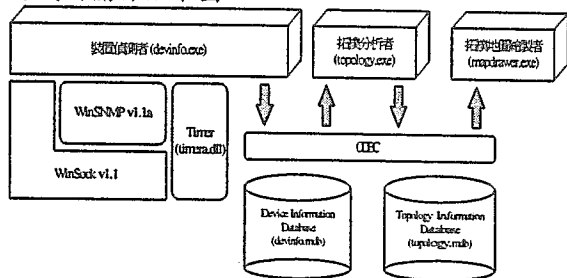 裝置偵測者 (devinfo.exe)
拓樸分析者
(topology.exe)
拓樸地圖繪製者
(mapdrawer.exe)
WinSNMP v1.1a
Timer
(timera.dll)
WinSock v1.1
ODBC
Device Information
Database
(devinfo.mdb)
Topology Information
Database
(topology.mdb)